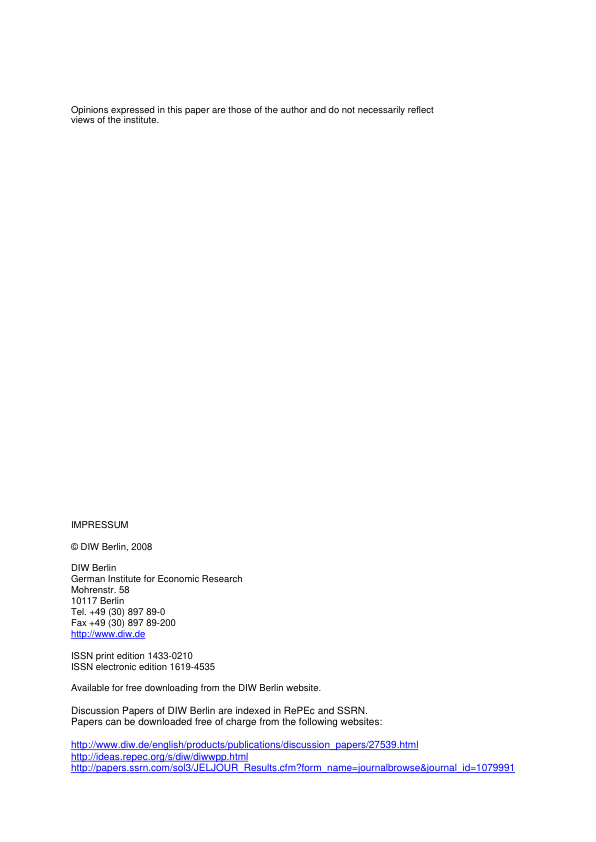 Opinions expressed in this paper are those of the author and do not necessarily reflect
views of the institute.
IMPRESSUM
© DIW Berlin, 2008
DIW Berlin
German Institute for Economic Research
Mohrenstr. 58
10117 Berlin
Tel. +49 (30) 897 89-0
Fax +49 (30) 897 89-200
http://www.diw.de
ISSN print edition 1433-0210
ISSN electronic edition 1619-4535
Available for free downloading from the DIW Berlin website.
Discussion Papers of DIW Berlin are indexed in RePEc and SSRN.
Papers can be downloaded free of charge from the following websites:
http://www.diw.de/english/products/publications/discussion_papers/27539.html
http://ideas.repec.org/s/diw/diwwpp.html
http://papers.ssrn.com/sol3/JELJOUR_Results.cfm?form_name=journalbrowse&journal_id=1079991